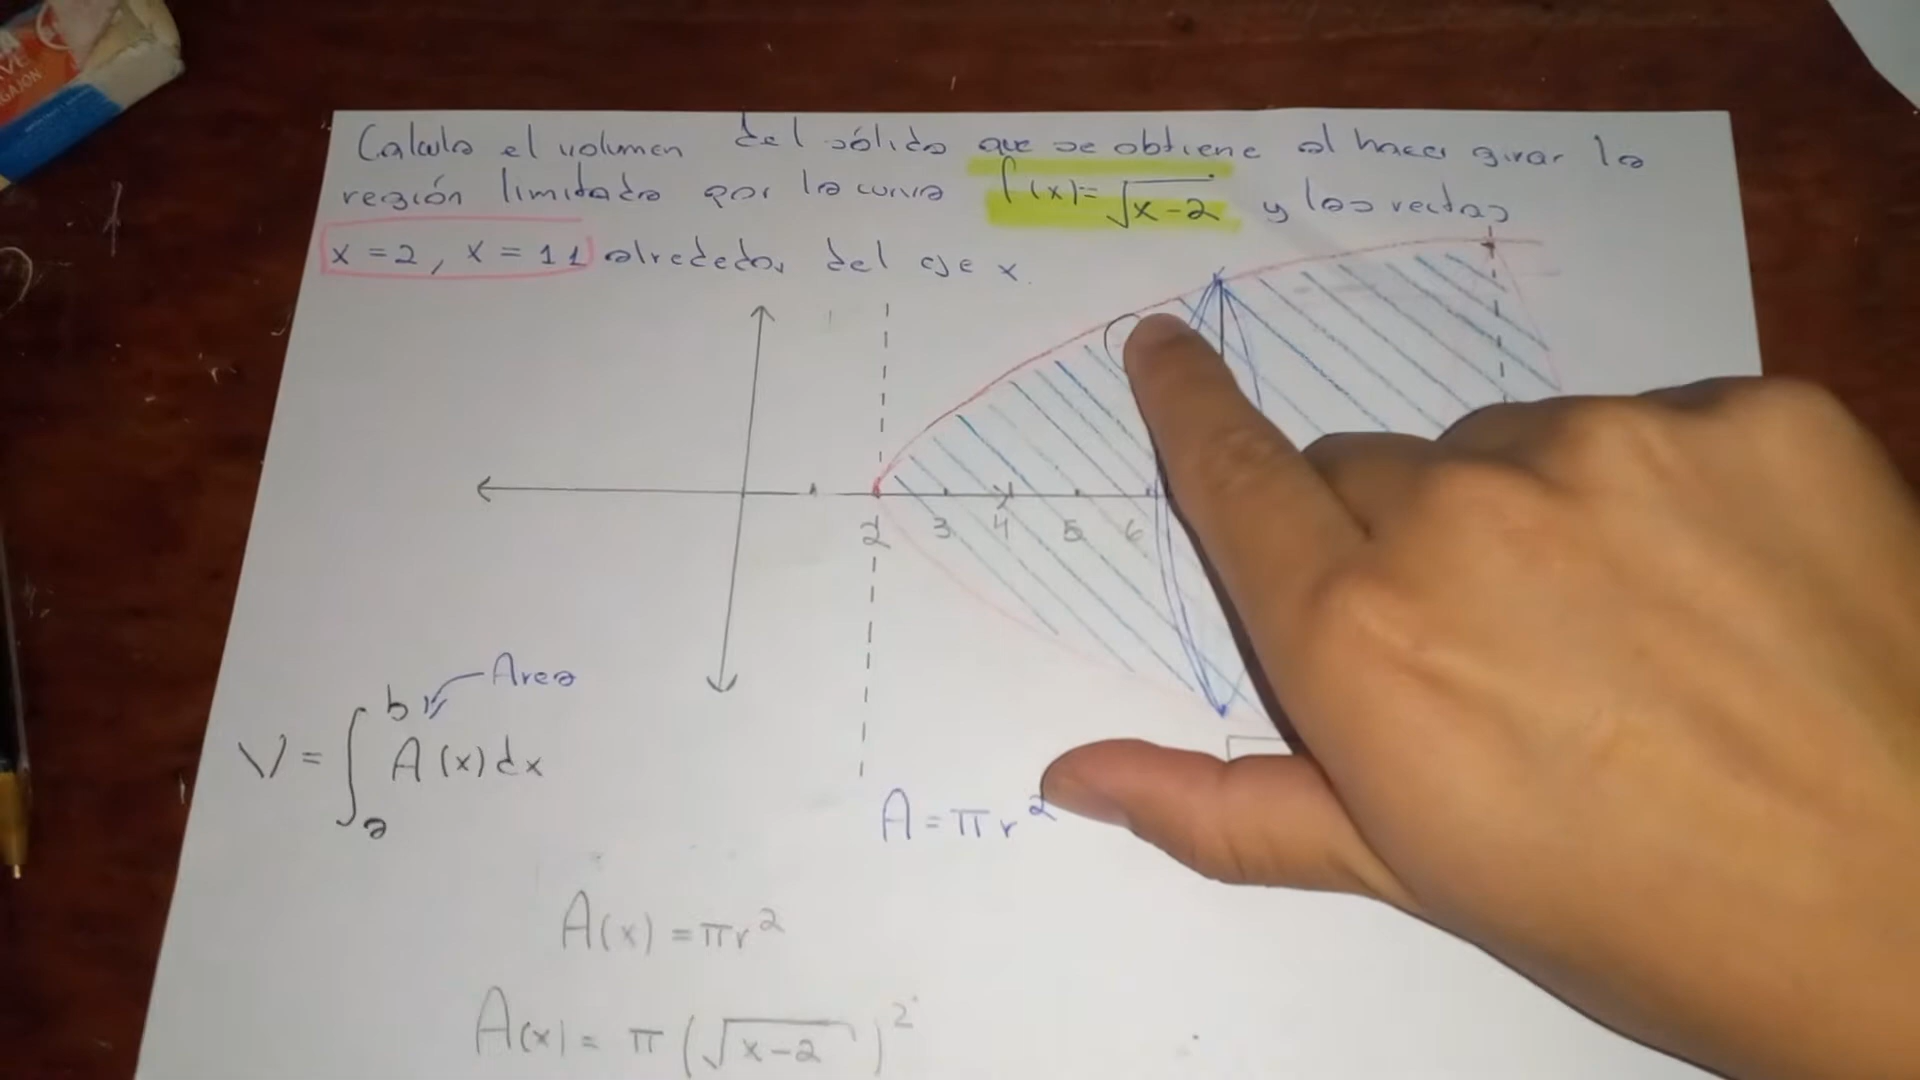 Calcula el volumen del sólido que se obtiene al hacer girar la
región limitada por la curva f(x)=√x-2 y las rectas
x=2, x=11 alrededor del eje x.
2 3 4 5 6
Area
V = ∫ₐᵇ A(x)dx
A=πr²
A(x)=πr²
A(x)= π(√x-2)²